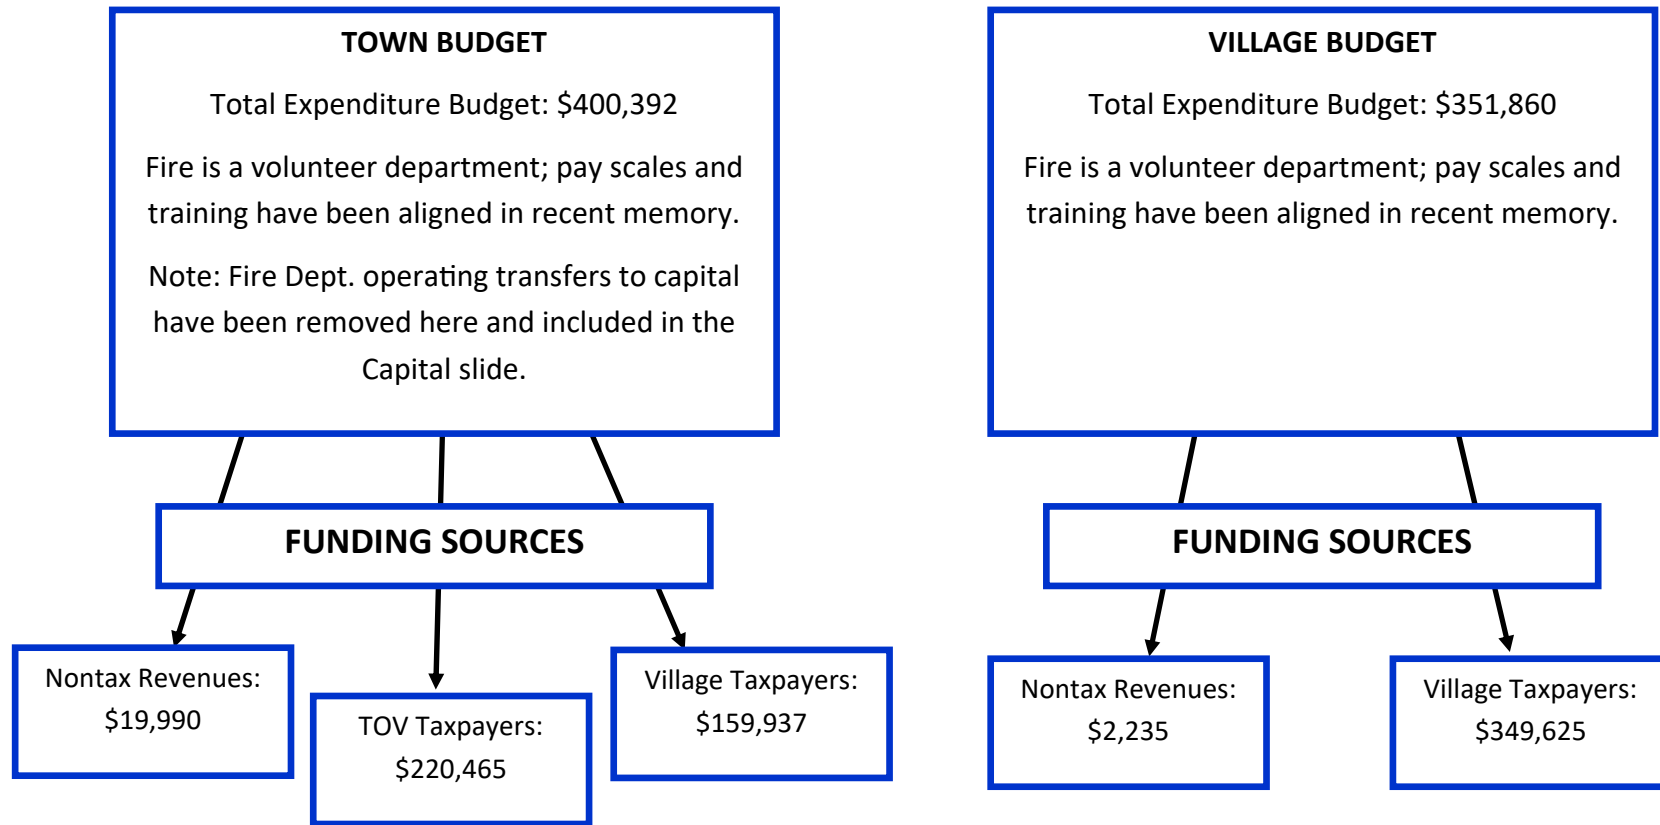 TOWN BUDGET
Total Expenditure Budget: $400,392
Fire is a volunteer department; pay scales and
training have been aligned in recent memory.
Note: Fire Dept. operating transfers to capital
have been removed here and included in the
Capital slide.
FUNDING SOURCES
Nontax Revenues:
$19,990
TOV Taxpayers:
$220,465
Village Taxpayers:
$159,937
VILLAGE BUDGET
Total Expenditure Budget: $351,860
Fire is a volunteer department; pay scales and
training have been aligned in recent memory.
FUNDING SOURCES
Nontax Revenues:
$2,235
Village Taxpayers:
$349,625